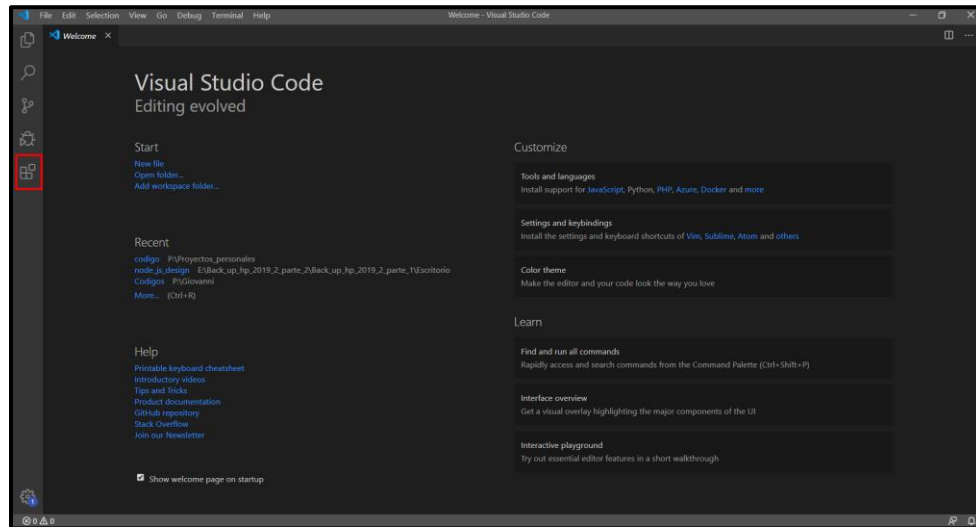 File Edit Selection View Go Debug Terminal Help
Welcome - Visual Studio Code
Welcome
Visual Studio Code
Editing evolved
Start
New file
Open folder...
Add workspace folder...
Recent
codigo P:\Proyectos_personales
node_js_design E:\Back_up_hp_2019_2_parte_2\Back_up_hp_2019_2_parte_1\Escritorio
Codigos P:\Giovanni
More... (Ctrl+R)
Help
Printable keyboard cheatsheet
Introductory videos
Tips and Tricks
Product documentation
GitHub repository
Stack Overflow
Join our Newsletter
Show welcome page on startup
Customize
Tools and languages
Install support for JavaScript, Python, PHP, Azure, Docker and more
Settings and keybindings
Install the settings and keyboard shortcuts of Vim, Sublime, Atom and others
Color theme
Make the editor and your code look the way you love
Learn
Find and run all commands
Rapidly access and search commands from the Command Palette (Ctrl+Shift+P)
Interface overview
Get a visual overlay highlighting the major components of the UI
Interactive playground
Try out essential editor features in a short walkthrough
1
0 0